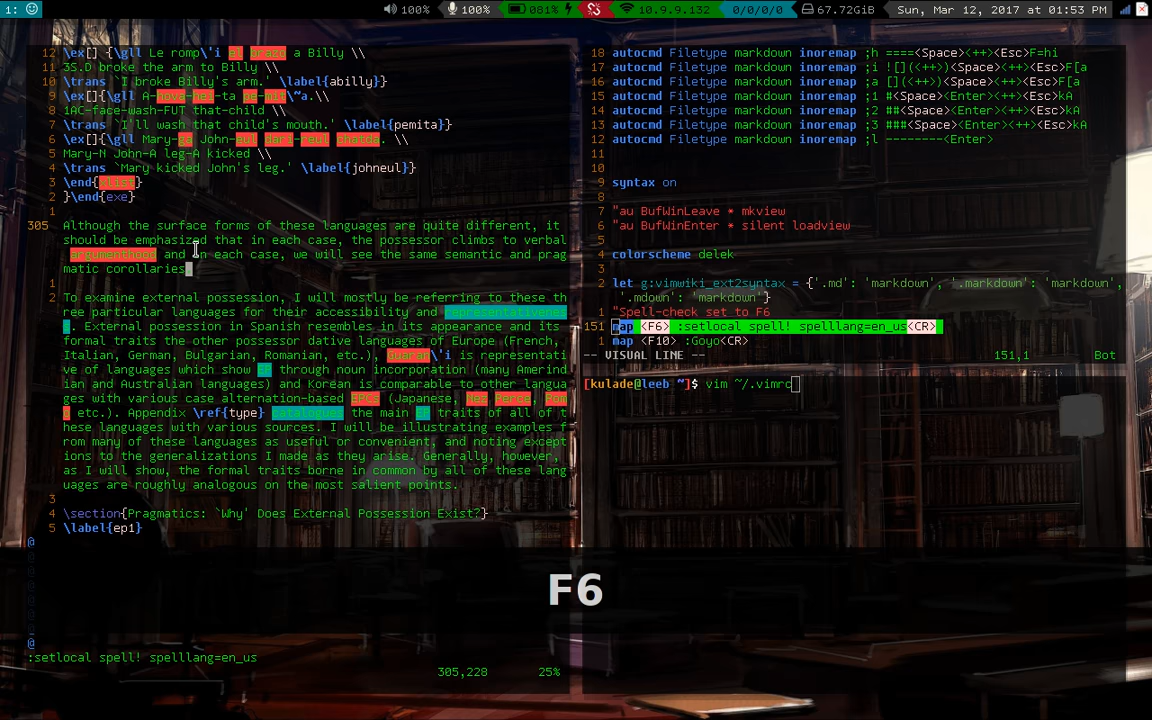 1: 100% 100% 081% 10.9.9.132 0/0/0/0 67.72GiB Sun, Mar 12, 2017 at 01:53 PM
12 \ex[] {\gll Le romp\'i el brazo a Billy \\
11 3S.D broke the arm to Billy \\
10 \trans `I broke Billy's arm.' \label{abilly}}
9 \ex[]{\gll A-hova-hei-ta pe-mit\~a.\\
8 1AC-face-wash-FUT that-child \\
7 \trans `I'll wash that child's mouth.' \label{pemita}}
6 \ex[]{\gll Mary-ga John-eul dari-reul chatda. \\
5 Mary-N John-A leg-A kicked \\
4 \trans `Mary kicked John's leg.' \label{johneul}}
3 \end{xlist}
2 }\end{exe}
1
305 Although the surface forms of these languages are quite different, it
should be emphasized that in each case, the possessor climbs to verbal
argumenthood and in each case, we will see the same semantic and prag
matic corollaries.
1
2 To examine external possession, I will mostly be referring to these th
ree particular languages for their accessibility and representativenes
s. External possession in Spanish resembles in its appearance and its
formal traits the other possessor dative languages of Europe (French,
Italian, German, Bulgarian, Romanian, etc.), Guaran\'i is representati
ve of languages which show EP through noun incorporation (many Amerind
ian and Australian languages) and Korean is comparable to other langua
ges with various case alternation-based EPCs (Japanese, Nez Perce, Pom
o etc.). Appendix \ref{type} catalogues the main EP traits of all of t
hese languages with various sources. I will be illustrating examples f
rom many of these languages as useful or convenient, and noting except
ions to the generalizations I made as they arise. Generally, however,
as I will show, the formal traits borne in common by all of these lang
uages are roughly analogous on the most salient points.
3
4 \section{Pragmatics: `Why' Does External Possession Exist?}
5 \label{ep1}
@
@
:setlocal spell! spelllang=en_us
305,228 25%
18 autocmd Filetype markdown inoremap ;h ====<Space><++><Esc>F=hi
17 autocmd Filetype markdown inoremap ;i ![](<++>)<Space><++><Esc>F[a
16 autocmd Filetype markdown inoremap ;a [](<++>)<Space><++><Esc>F[a
15 autocmd Filetype markdown inoremap ;1 #<Space><Enter><++><Esc>kA
14 autocmd Filetype markdown inoremap ;2 ##<Space><Enter><++><Esc>kA
13 autocmd Filetype markdown inoremap ;3 ###<Space><Enter><++><Esc>kA
12 autocmd Filetype markdown inoremap ;l --------<Enter>
11
10
9 syntax on
8
7 "au BufWinLeave * mkview
6 "au BufWinEnter * silent loadview
5
4 colorscheme delek
3
2 let g:vimwiki_ext2syntax = {'.md': 'markdown', '.markdown': 'markdown',
'.mdown': 'markdown'}
1 "Spell-check set to F6
151 map <F6> :setlocal spell! spelllang=en_us<CR>
1 map <F10> :Goyo<CR>
-- VISUAL LINE -- 151,1 Bot
[kulade@leeb ~]$ vim ~/.vimrc
F6